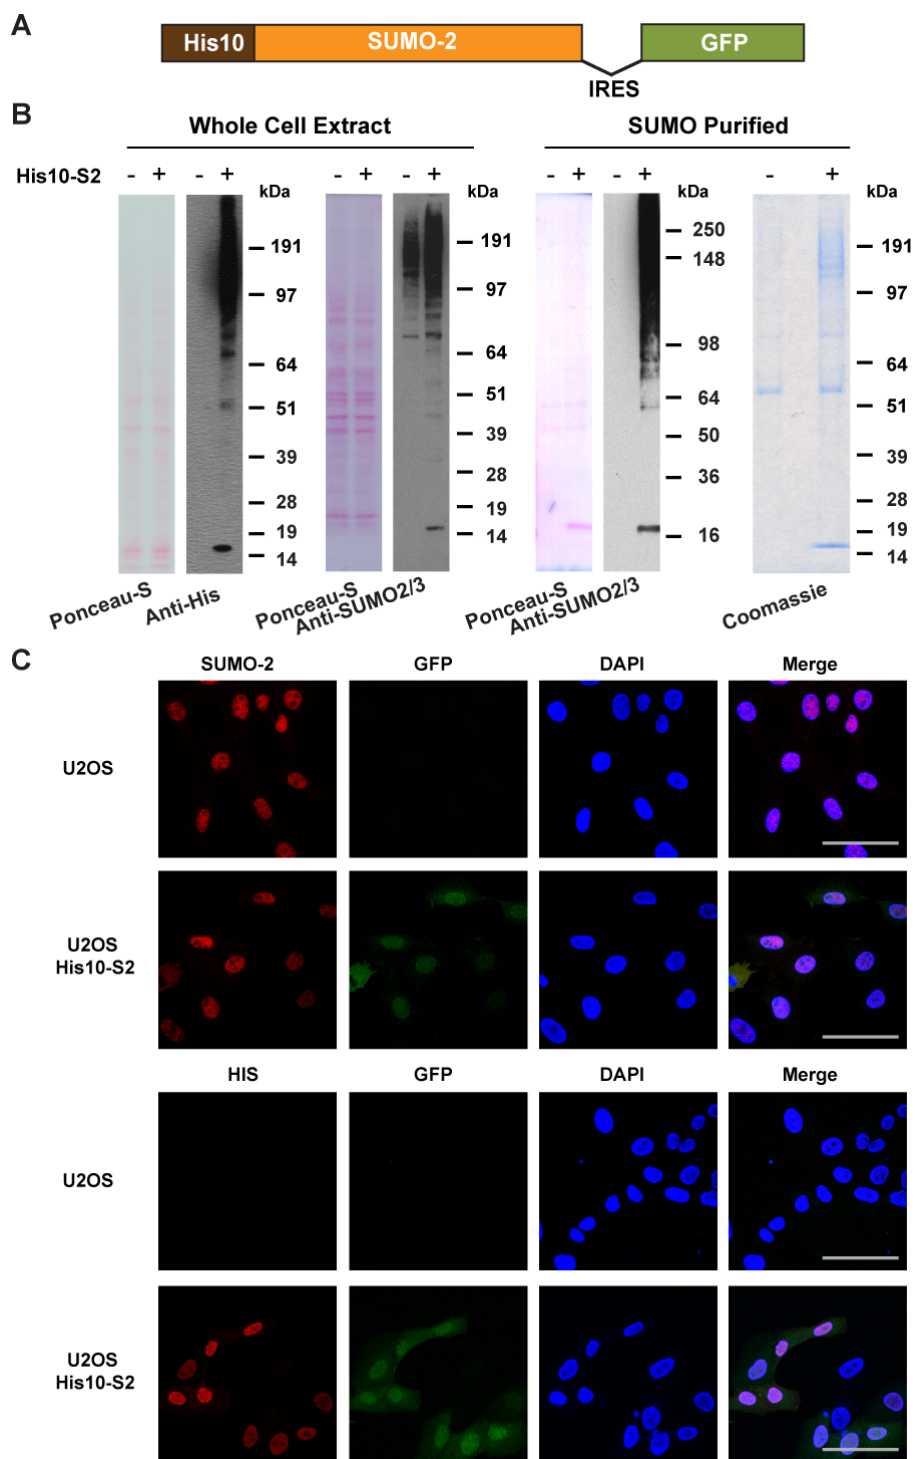 A
His10 SUMO-2 GFP
IRES
B
Whole Cell Extract SUMO Purified
His10-S2 - + - + - + - + - + - + - +
kDa kDa kDa kDa
191 191 250 191
148
97 97 97
98
64 64 64
51 51 64 51
39 39 50 39
28 28 36 28
19 19 19
14 14 16 14
Ponceau-S Anti-His Ponceau-S Anti-SUMO2/3 Ponceau-S Anti-SUMO2/3 Coomassie
C
SUMO-2 GFP DAPI Merge
U2OS
U2OS
His10-S2
HIS GFP DAPI Merge
U2OS
U2OS
His10-S2